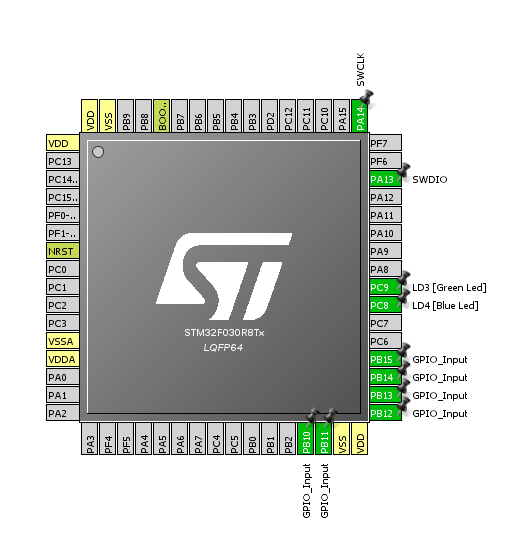 SWCLK
VDD
VSS
PB9
PB8
BOO..
PB7
PB6
PB5
PB4
PB3
PD2
PC12
PC11
PC10
PA15
PA14
VDD
PC13
PC14..
PC15..
PF0-..
PF1-..
NRST
PC0
PC1
PC2
PC3
VSSA
VDDA
PA0
PA1
PA2
STM32F030R8Tx
LQFP64
PF7
PF6
PA13 SWDIO
PA12
PA11
PA10
PA9
PA8
PC9 LD3 [Green Led]
PC8 LD4 [Blue Led]
PC7
PC6
PB15 GPIO_Input
PB14 GPIO_Input
PB13 GPIO_Input
PB12 GPIO_Input
PA3
PF4
PF5
PA4
PA5
PA6
PA7
PC4
PC5
PB0
PB1
PB2
PB10
PB11
VSS
VDD
GPIO_Input
GPIO_Input